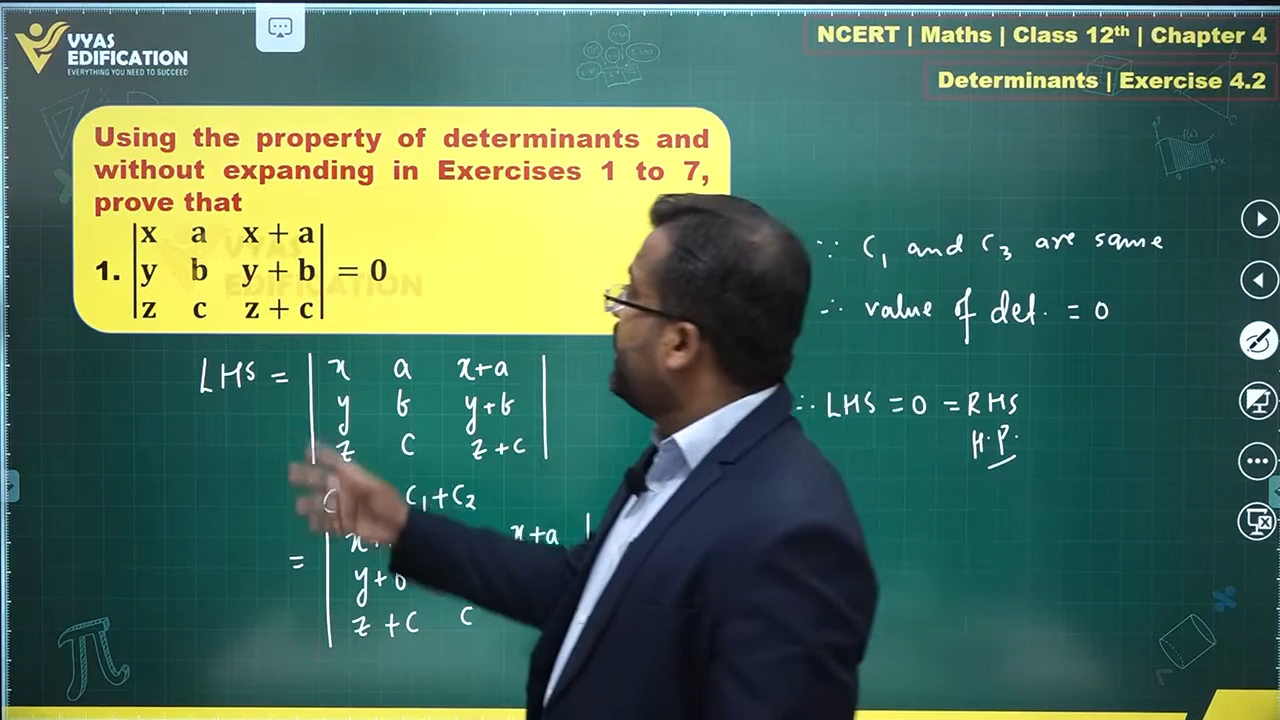 VYAS
EDIFICATION
EVERYTHING YOU NEED TO SUCCEED
NCERT | Maths | Class 12th | Chapter 4
Determinants | Exercise 4.2
Using the property of determinants and
without expanding in Exercises 1 to 7,
prove that
x a x + a
1. y b y + b = 0
z c z + c
LHS = x a x+a
y b y+b
z c z+c
C1+C2
= x+a
y+b
z+c c
∵ C1 and C3 are same
∴ value of det. = 0
∴ LHS = 0 = RHS
H.P.